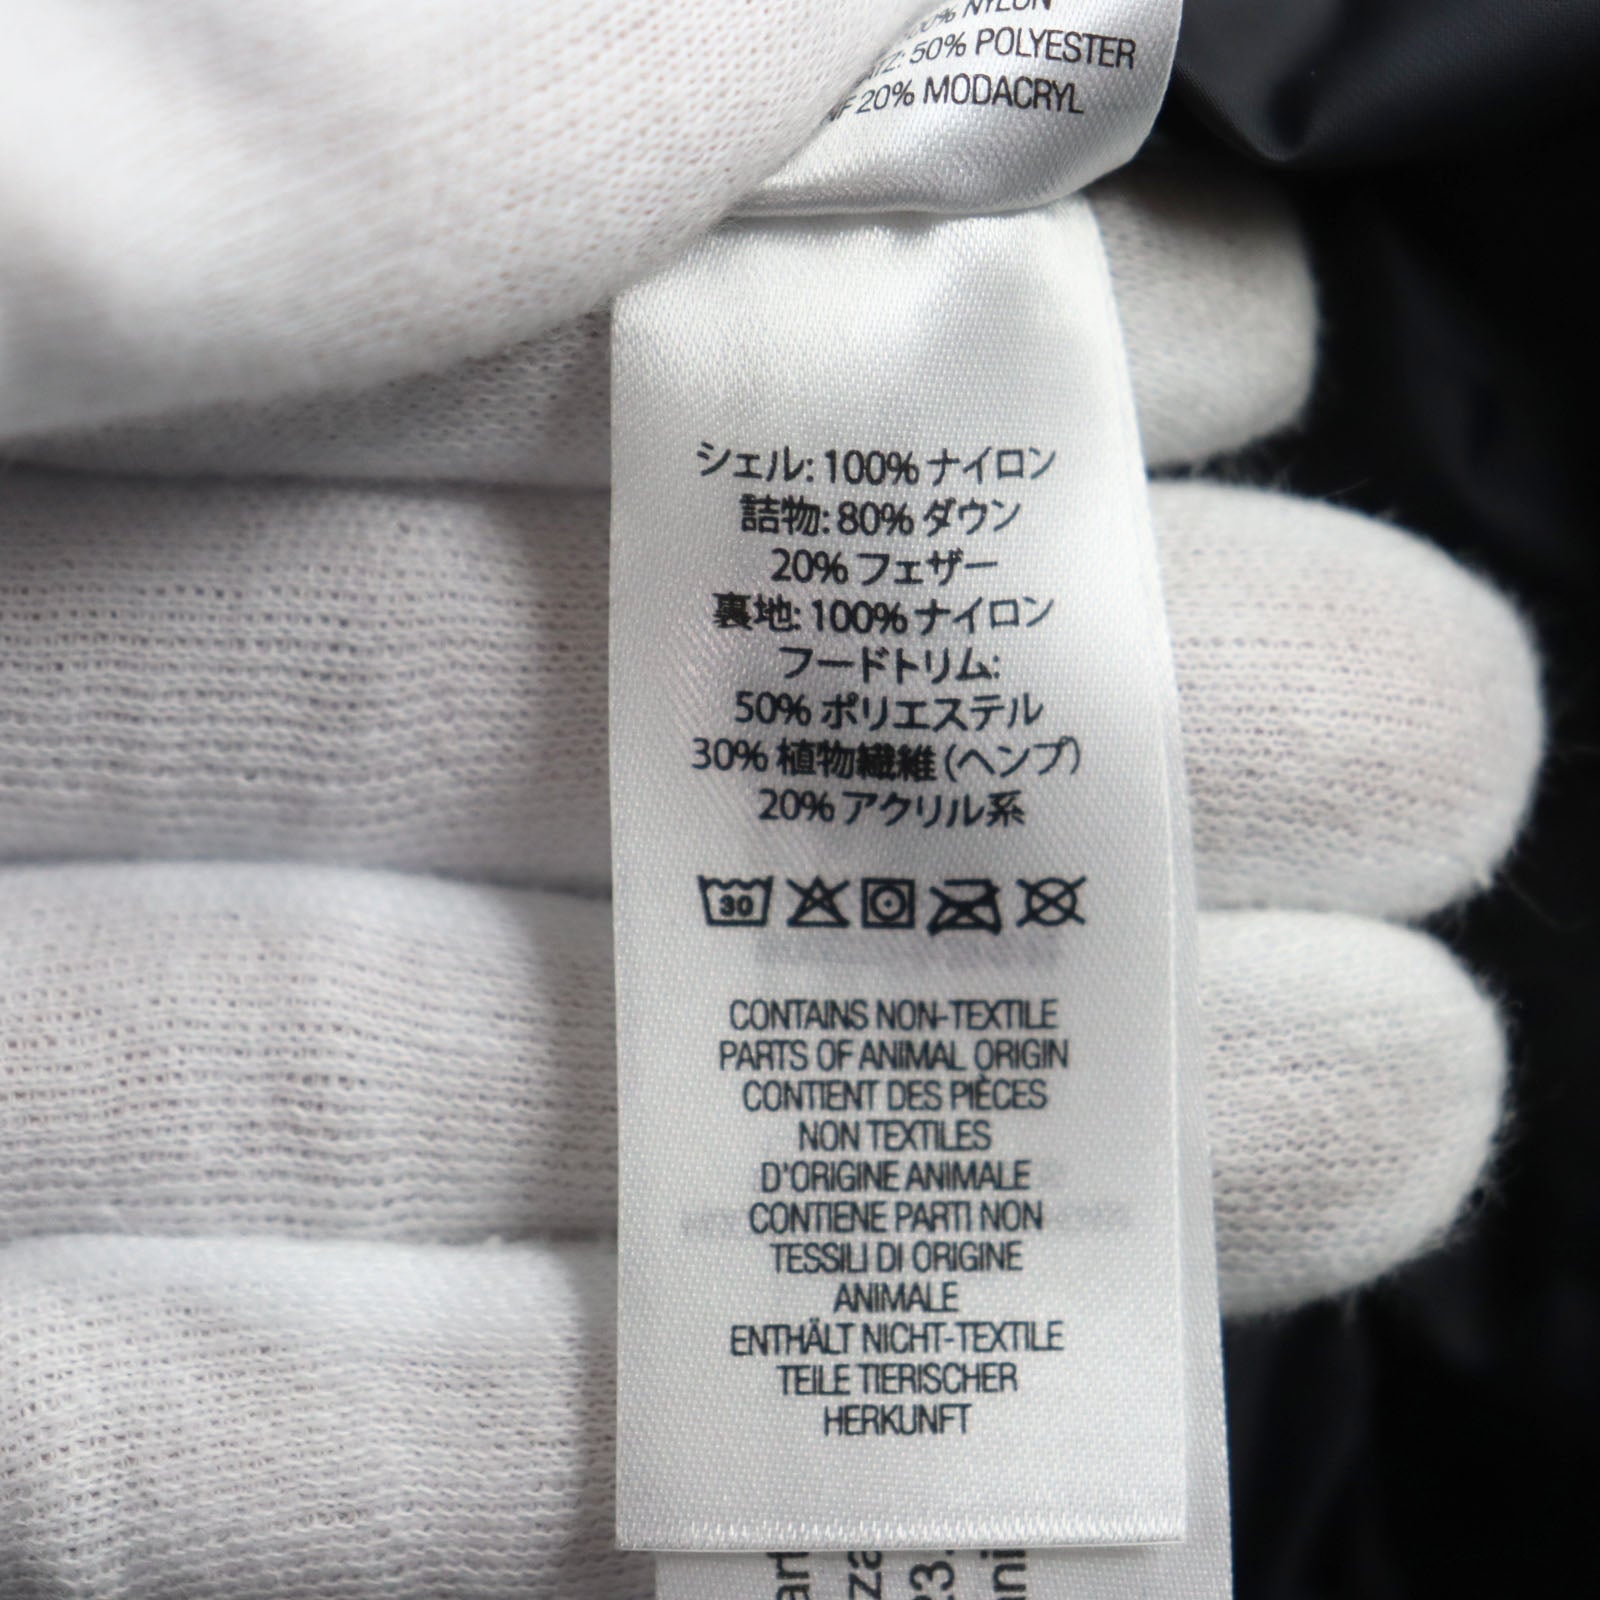 NYLON
50% POLYESTER
20% MODACRYL
シェル: 100% ナイロン
詰物: 80% ダウン
20% フェザー
裏地: 100% ナイロン
フードトリム:
50% ポリエステル
30% 植物繊維 (ヘンプ)
20% アクリル系
30
CONTAINS NON-TEXTILE
PARTS OF ANIMAL ORIGIN
CONTIENT DES PIÈCES
NON TEXTILES
D'ORIGINE ANIMALE
CONTIENE PARTI NON
TESSILI DI ORIGINE
ANIMALE
ENTHÄLT NICHT-TEXTILE
TEILE TIERISCHER
HERKUNFT